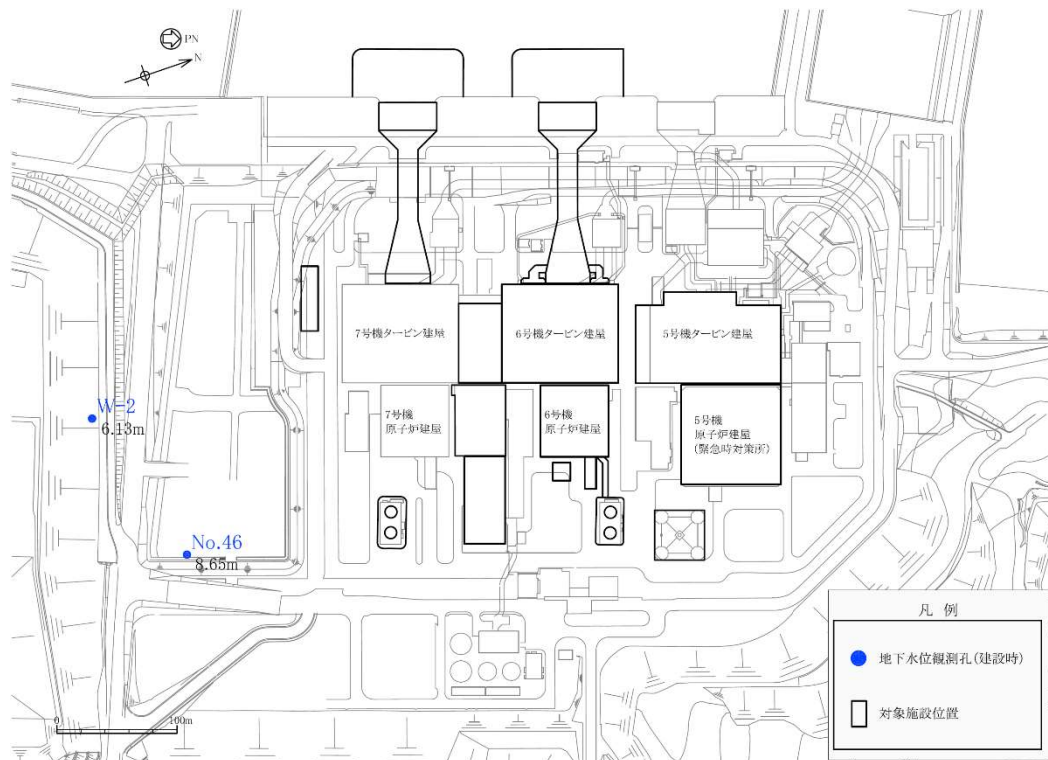 PN
N
7号機タービン建屋
6号機タービン建屋
5号機タービン建屋
7号機
原子炉建屋
6号機
原子炉建屋
5号機
原子炉建屋
(緊急時対策所)
W-2
6.13m
No.46
8.65m
凡 例
地下水位観測孔(建設時)
対象施設位置
0
100m